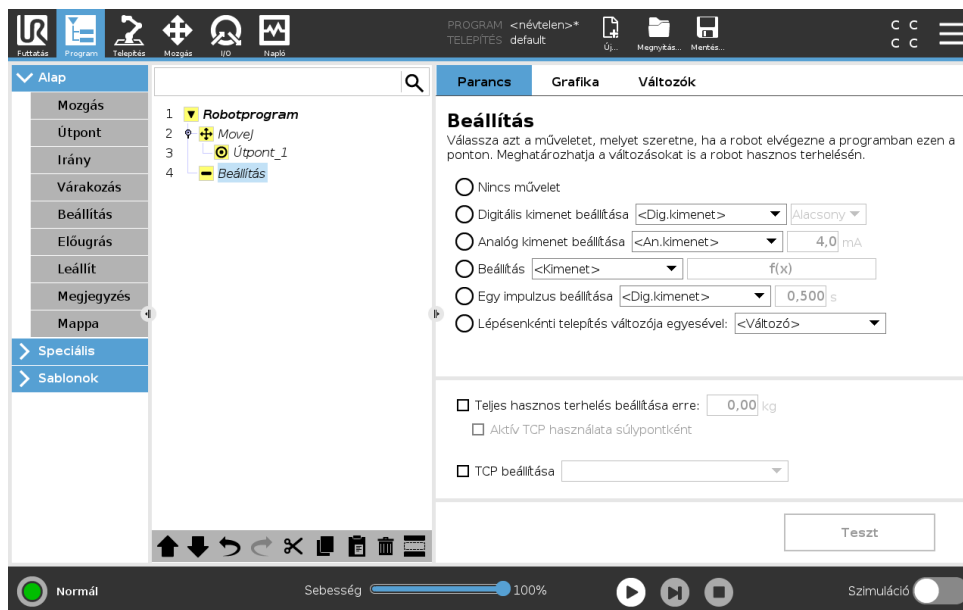 PROGRAM <névtelen>*
TELEPÍTÉS default
C C
C C
Futtatás Program Telepítés Mozgás I/O Napló Új... Megnyitás... Mentés...
Alap
Mozgás
Útpont
Irány
Várakozás
Beállítás
Előugrás
Leállít
Megjegyzés
Mappa
Speciális
Sablonok
1 Robotprogram
2 MoveJ
3 Útpont_1
4 Beállítás
Parancs Grafika Változók
Beállítás
Válassza azt a műveletet, melyet szeretne, ha a robot elvégezne a programban ezen a
ponton. Meghatározhatja a változásokat is a robot hasznos terhelésén.
Nincs művelet
Digitális kimenet beállítása <Dig.kimenet> Alacsony
Analóg kimenet beállítása <An.kimenet> 4,0 mA
Beállítás <Kimenet> f(x)
Egy impulzus beállítása <Dig.kimenet> 0,500 s
Lépésenkénti telepítés változója egyesével: <Változó>
Teljes hasznos terhelés beállítása erre: 0,00 kg
Aktív TCP használata súlypontként
TCP beállítása
Teszt
Normál Sebesség 100% Szimuláció